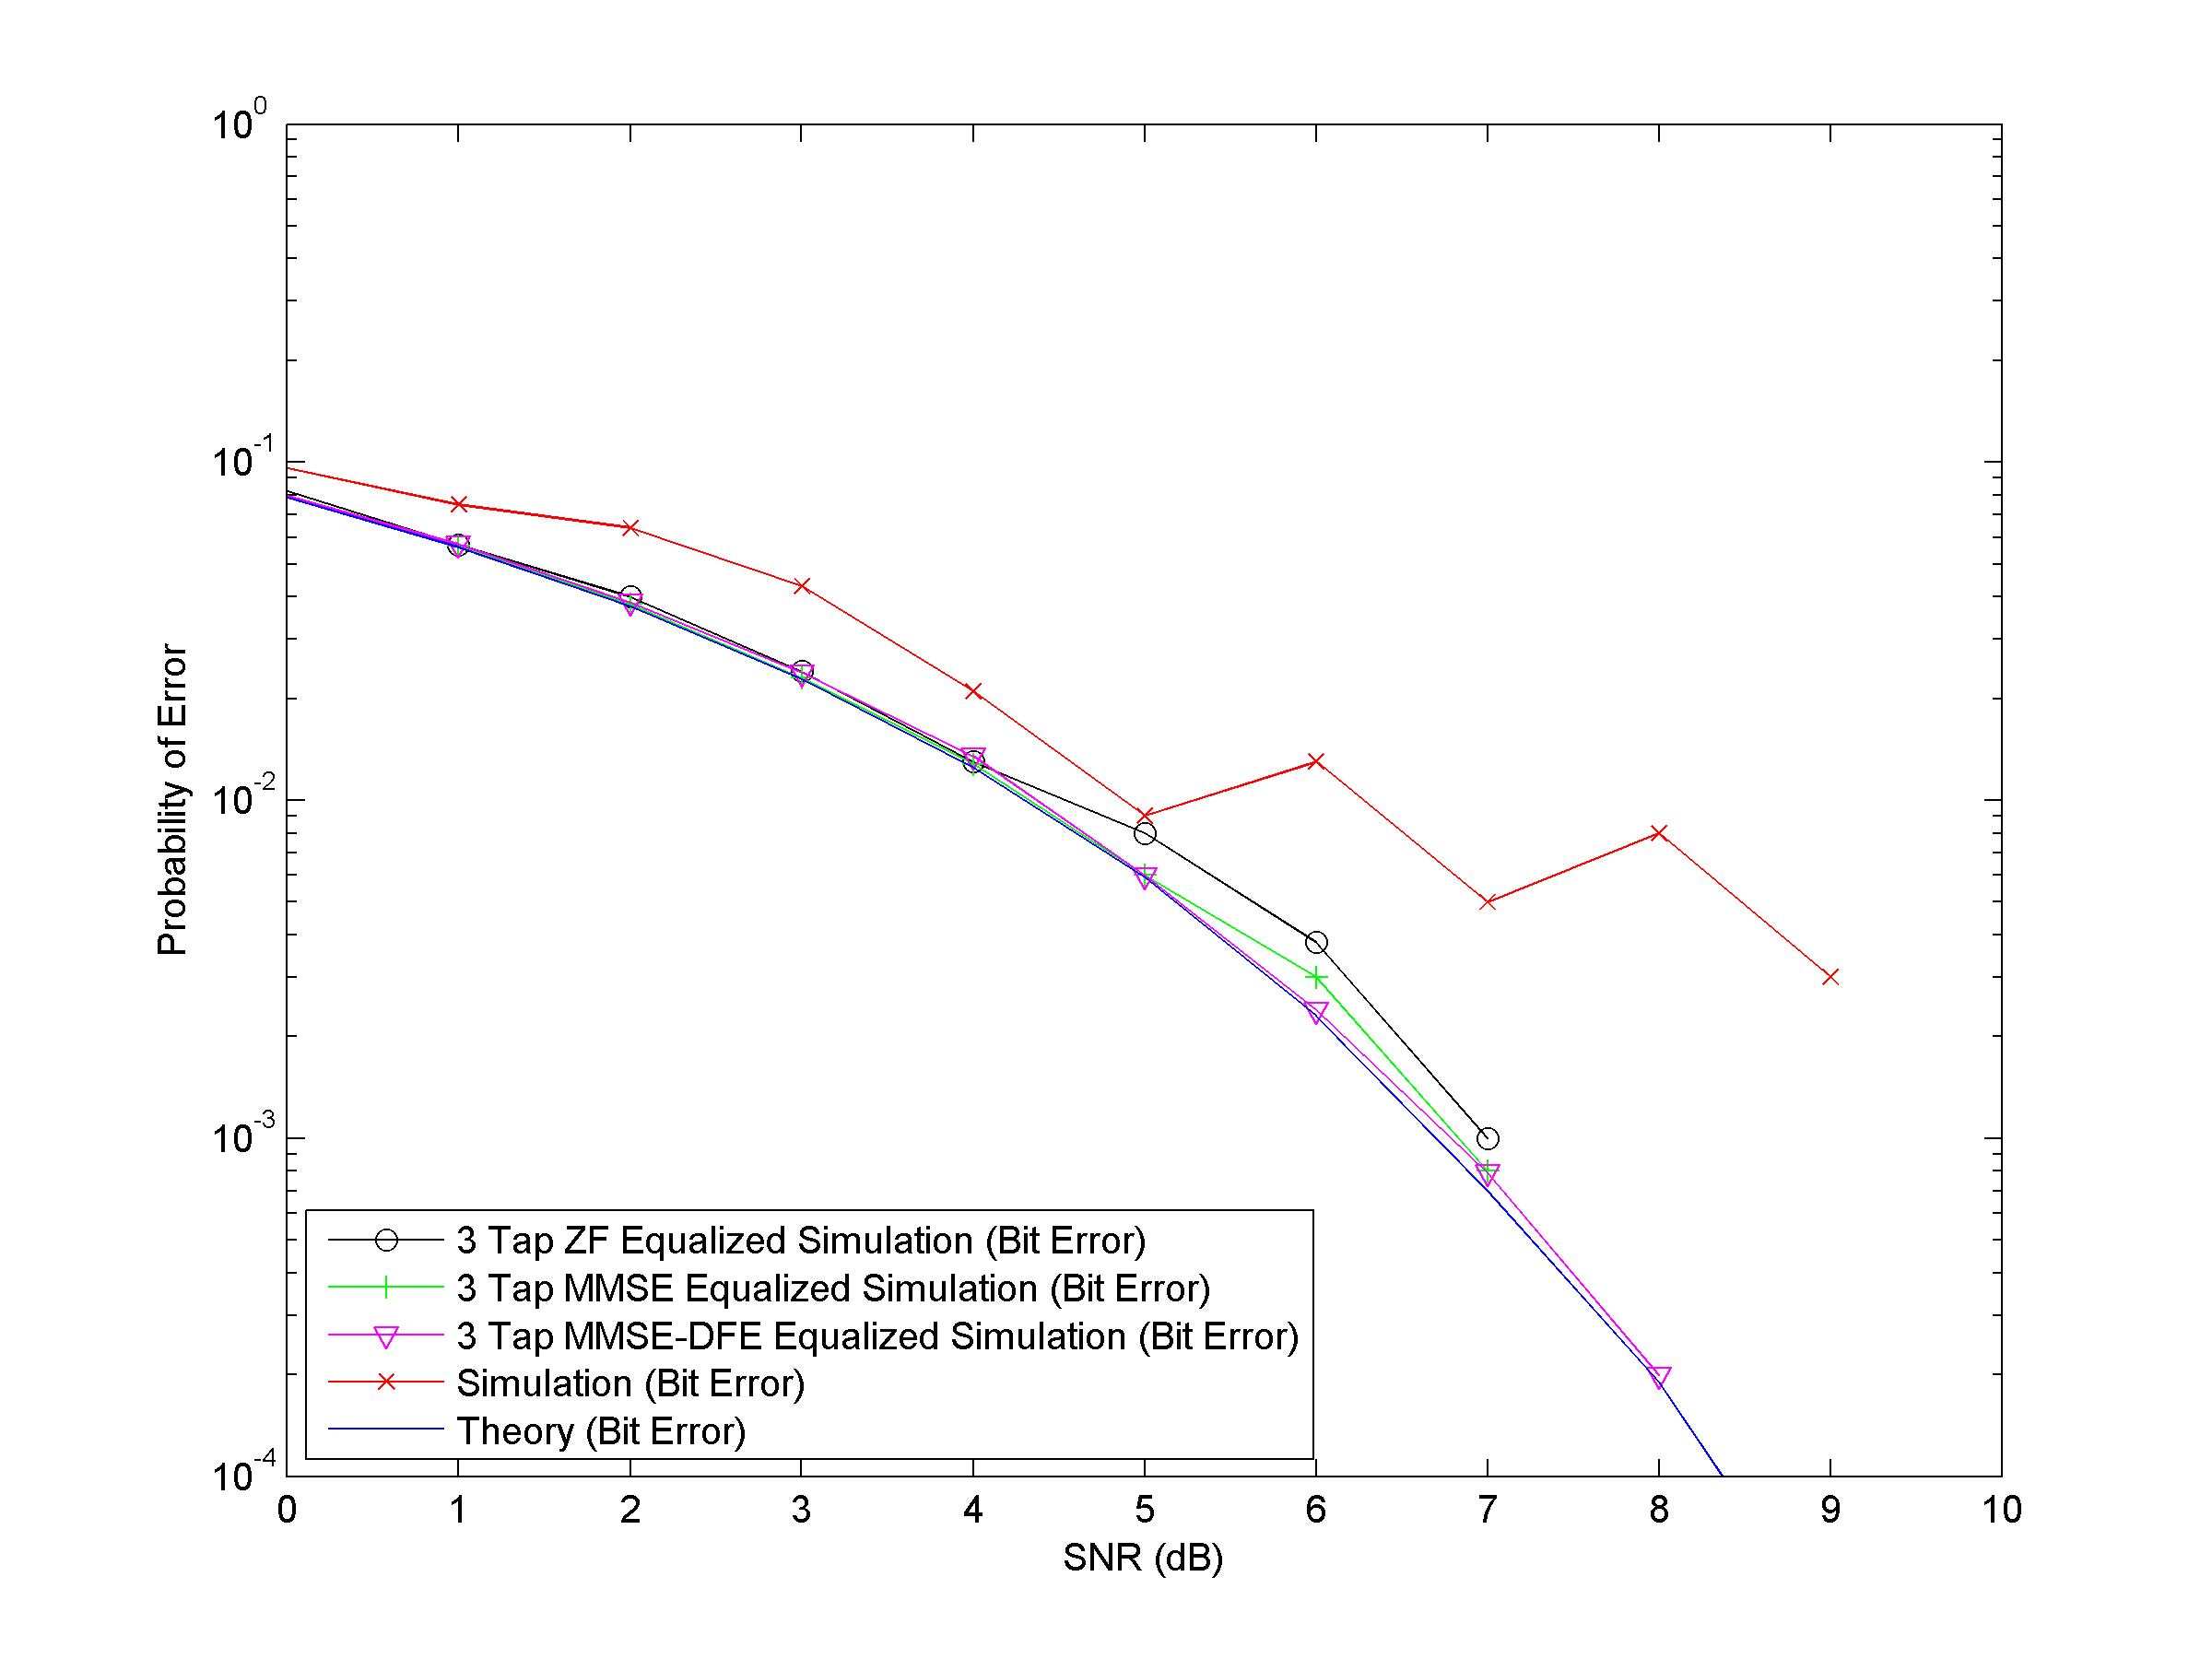 10^0
10^-1
10^-2
10^-3
10^-4
Probability of Error
3 Tap ZF Equalized Simulation (Bit Error)
3 Tap MMSE Equalized Simulation (Bit Error)
3 Tap MMSE-DFE Equalized Simulation (Bit Error)
Simulation (Bit Error)
Theory (Bit Error)
0 1 2 3 4 5 6 7 8 9 10
SNR (dB)